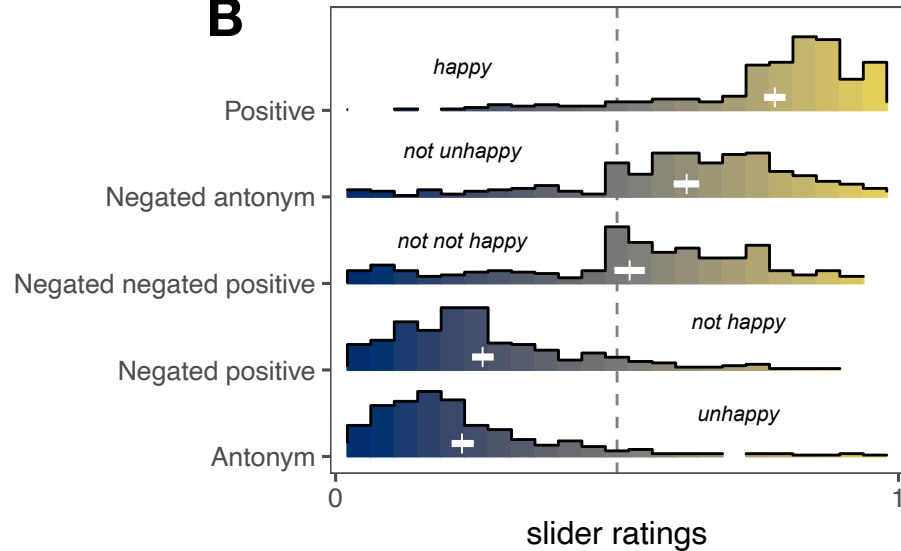 B
happy
Positive
not unhappy
Negated antonym
not not happy
Negated negated positive
not happy
Negated positive
unhappy
Antonym
0
1
slider ratings